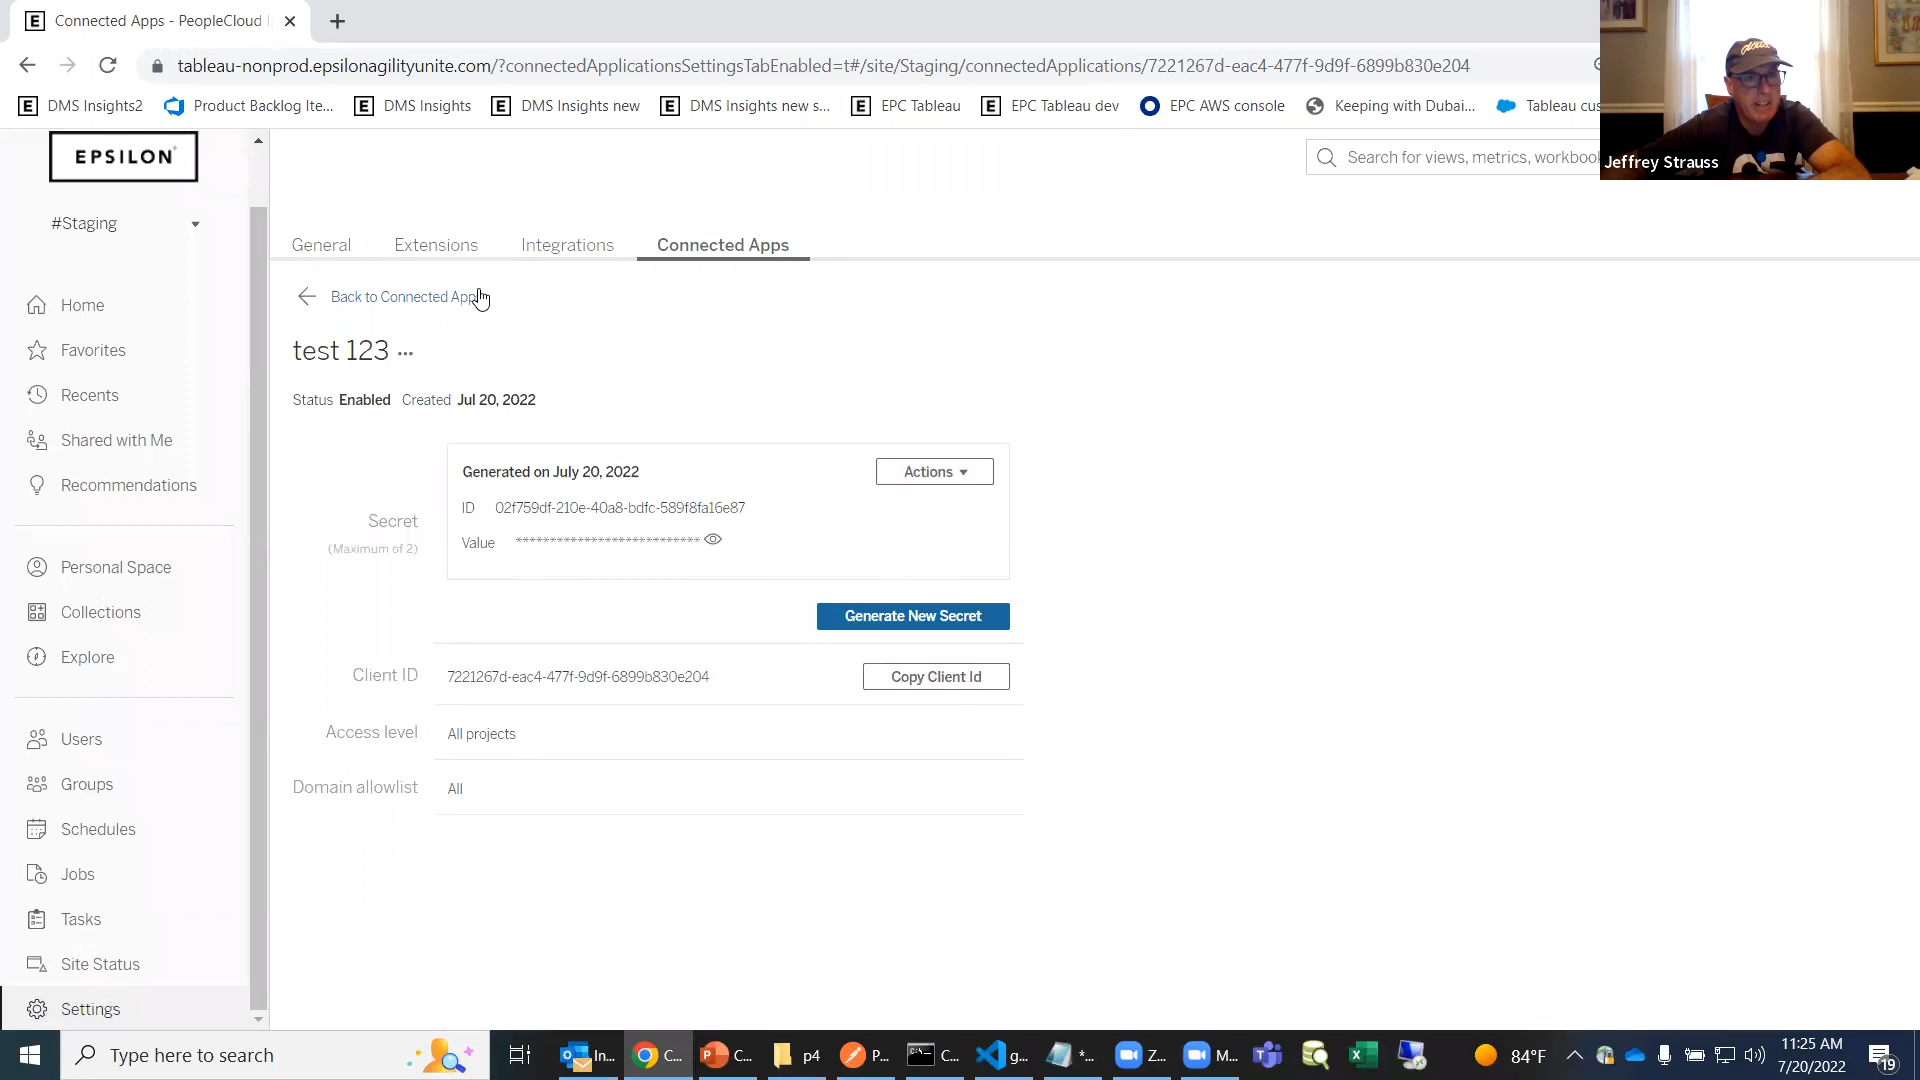 Connected Apps - PeopleCloud
tableau-nonprod.epsilonagilityunite.com/?connectedApplicationsSettingsTabEnabled=t#/site/Staging/connectedApplications/7221267d-eac4-477f-9d9f-6899b830e204
DMS Insights2 Product Backlog Ite... DMS Insights DMS Insights new DMS Insights new s... EPC Tableau EPC Tableau dev EPC AWS console Keeping with Dubai... Tableau cus
Jeffrey Strauss
EPSILON
Search for views, metrics, workboo
#Staging
General Extensions Integrations Connected Apps
Back to Connected App
Home
Favorites
Recents
Shared with Me
Recommendations
Personal Space
Collections
Explore
Users
Groups
Schedules
Jobs
Tasks
Site Status
Settings
test 123 ...
Status Enabled Created Jul 20, 2022
Secret
(Maximum of 2)
Generated on July 20, 2022
Actions
ID 02f759df-210e-40a8-bdfc-589f8fa16e87
Value ***************************
Generate New Secret
Client ID 7221267d-eac4-477f-9d9f-6899b830e204 Copy Client Id
Access level All projects
Domain allowlist All
Type here to search
In... C... C... p4 P... C... g... *... Z... M... 84°F
11:25 AM
7/20/2022
19